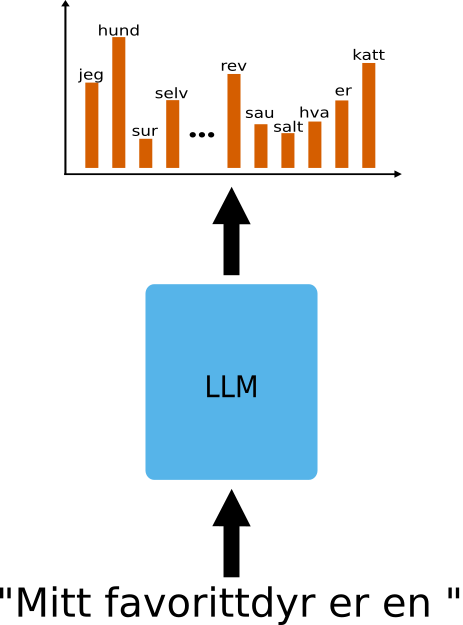 hund
katt
rev
jeg
er
selv
sau
hva
salt
sur
...
LLM
"Mitt favorittdyr er en "